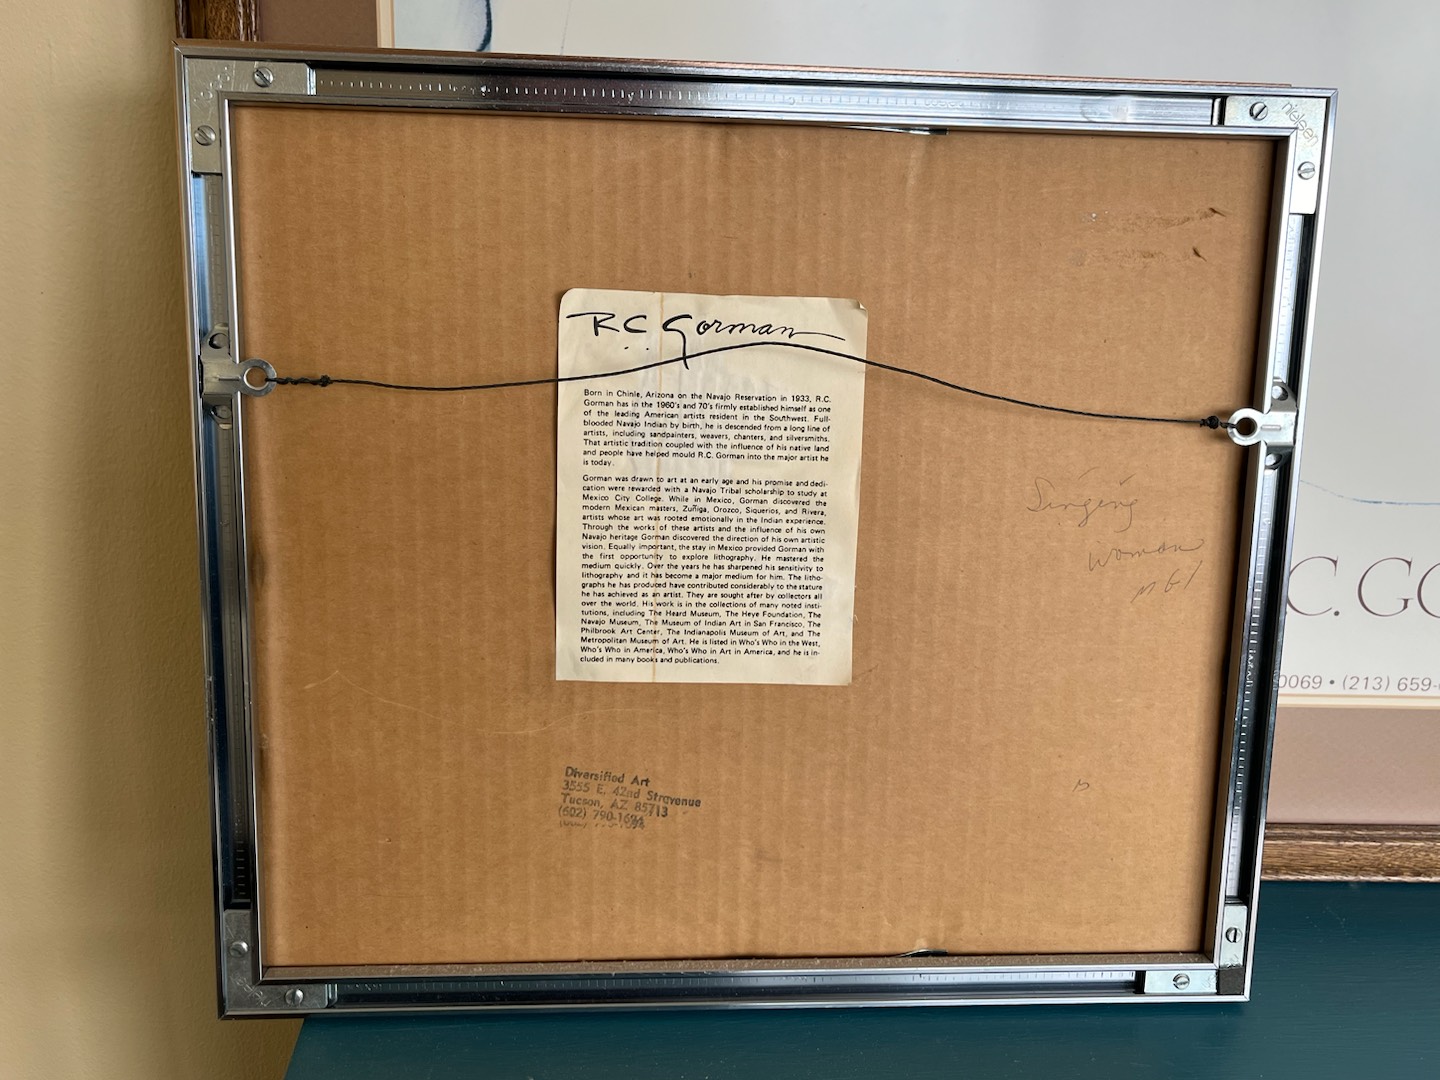 nielsen
R.C. Gorman
Born in Chinle, Arizona on the Navajo Reservation in 1933, R.C.
Gorman has in the 1960's and 70's firmly established himself as one
of the leading American artists resident in the Southwest. Full-
blooded Navajo Indian by birth, he is descended from a long line of
artists, including sandpainters, weavers, chanters, and silversmiths.
That artistic tradition coupled with the influence of his native land
and people have helped mould R.C. Gorman into the major artist he
is today.
Gorman was drawn to art at an early age and his promise and dedi-
cation were rewarded with a Navajo Tribal scholarship to study at
Mexico City College. While in Mexico, Gorman discovered the
modern Mexican masters, Zuñiga, Orozco, Siquerios, and Rivera,
artists whose art was rooted emotionally in the Indian experience.
Through the works of these artists and the influence of his own
Navajo heritage Gorman discovered the direction of his own artistic
vision. Equally important, the stay in Mexico provided Gorman with
the first opportunity to explore lithography. He mastered the
medium quickly. Over the years he has sharpened his sensitivity to
lithography and it has become a major medium for him. The litho-
graphs he has produced have contributed considerably to the stature
he has achieved as an artist. They are sought after by collectors all
over the world. His work is in the collections of many noted insti-
tutions, including The Heard Museum, The Heye Foundation, The
Navajo Museum, The Museum of Indian Art in San Francisco, The
Philbrook Art Center, The Indianapolis Museum of Art, and The
Metropolitan Museum of Art. He is listed in Who's Who in the West,
Who's Who in America, Who's Who in Art in America, and he is in-
cluded in many books and publications.
Singing
Woman
Diversified Art
3555 E. 42nd Stravenue
Tucson, AZ 85713
(602)
C. GO
0069 • (213) 659-